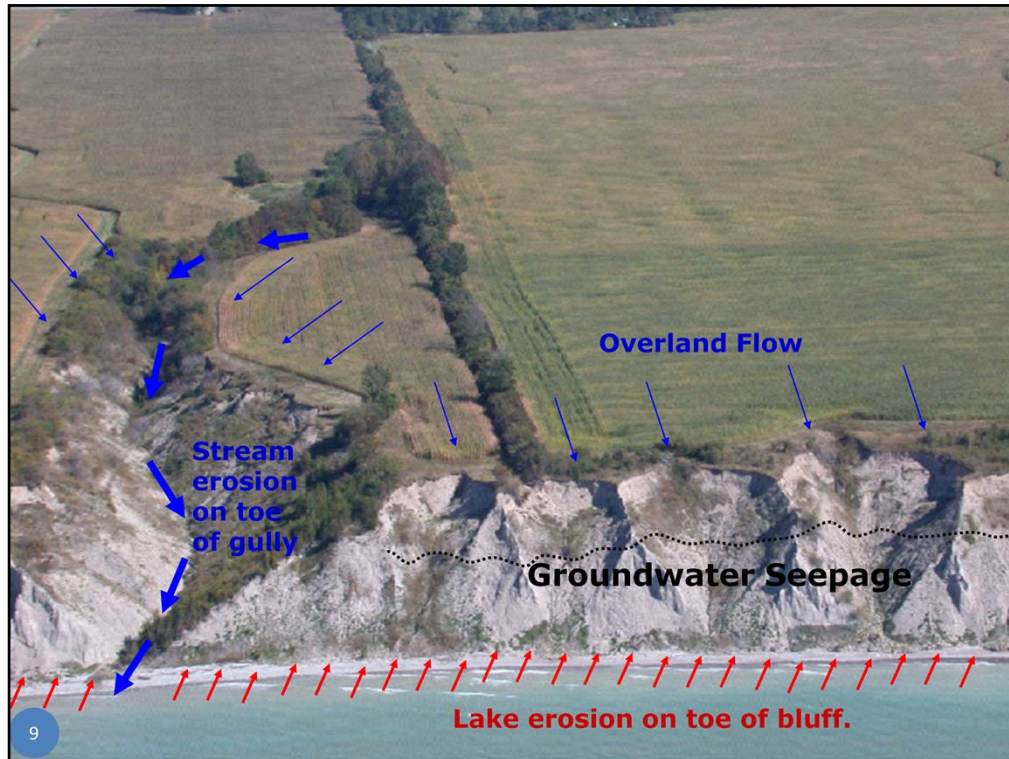 Overland Flow
Stream
erosion
on toe
of gully
Groundwater Seepage
Lake erosion on toe of bluff.
9